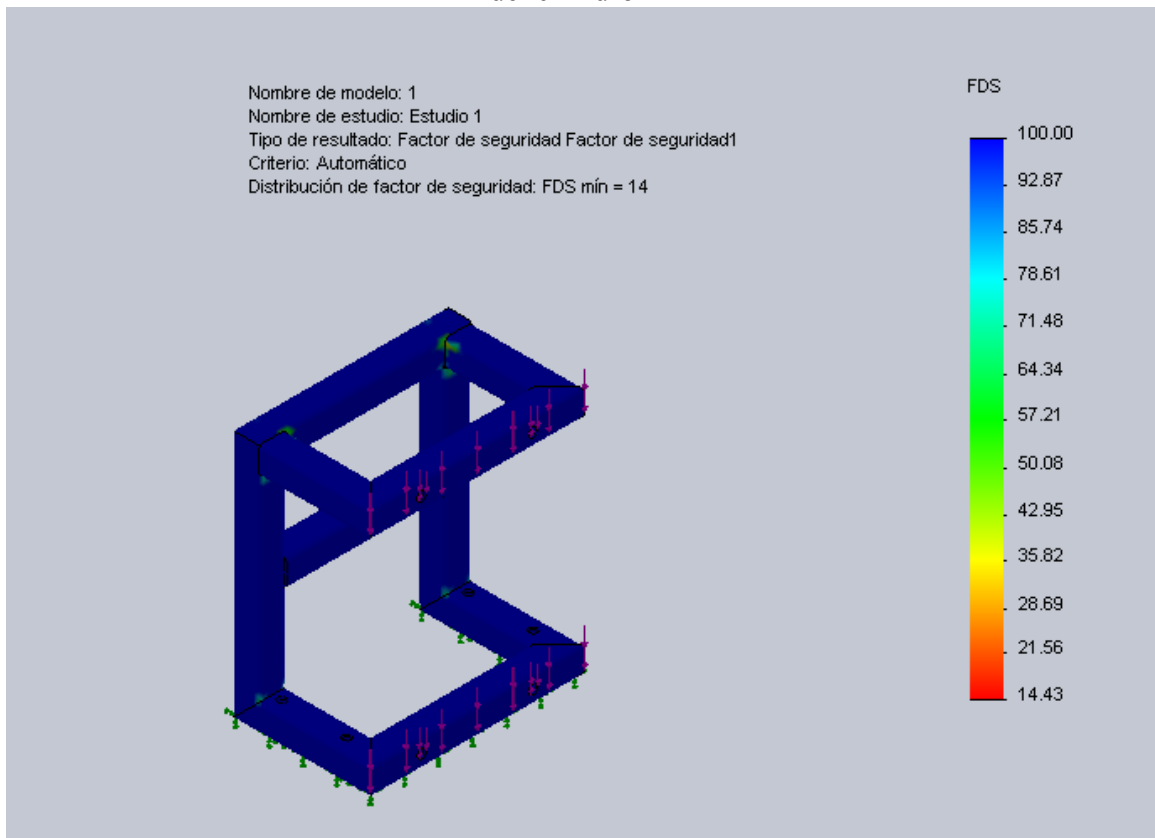 Nombre de modelo: 1
Nombre de estudio: Estudio 1
Tipo de resultado: Factor de seguridad Factor de seguridad1
Criterio: Automático
Distribución de factor de seguridad: FDS mín = 14
FDS
100.00
92.87
85.74
78.61
71.48
64.34
57.21
50.08
42.95
35.82
28.69
21.56
14.43